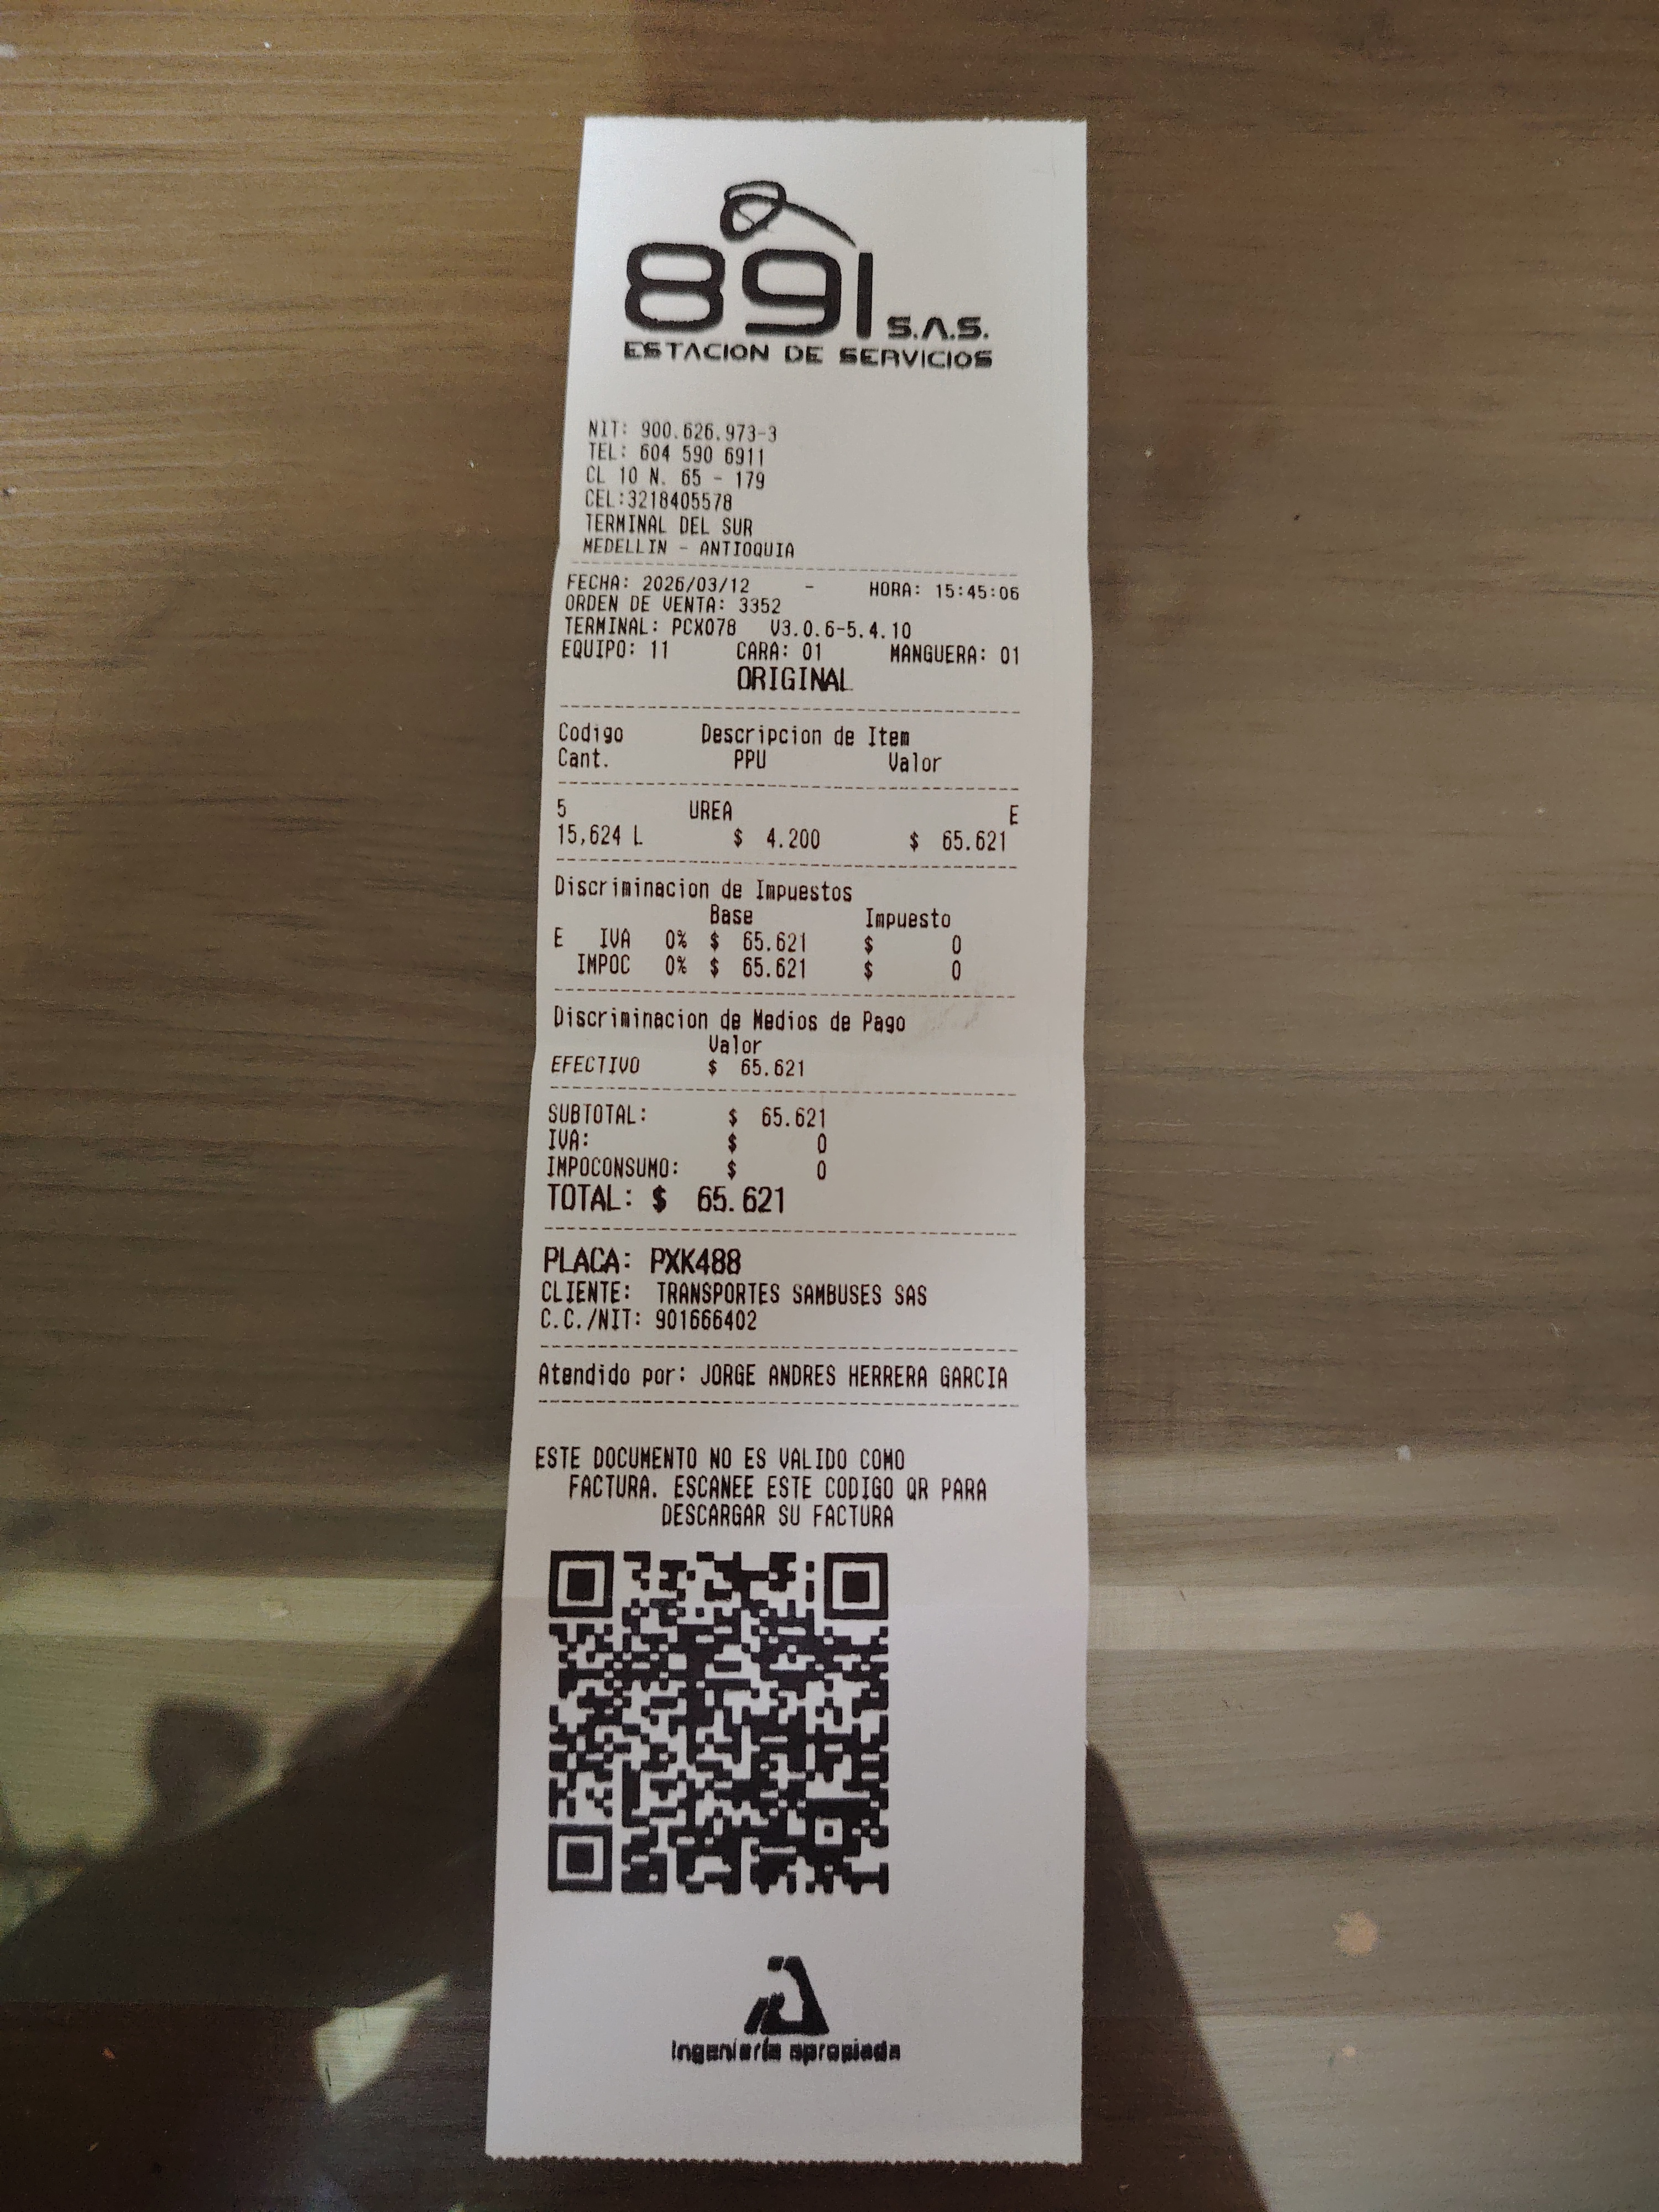 891 S.A.S.
ESTACION DE SERVICIOS
NIT: 900.626.973-3
TEL: 604 590 6911
CL 10 N. 65 - 179
CEL:3218405578
TERMINAL DEL SUR
MEDELLIN - ANTIOQUIA
FECHA: 2026/03/12 - HORA: 15:45:06
ORDEN DE VENTA: 3352
TERMINAL: PCX078 V3.0.6-5.4.10
EQUIPO: 11 CARA: 01 MANGUERA: 01
ORIGINAL
Codigo Descripcion de Item
Cant. PPU Valor
5 UREA E
15,624 L $ 4.200 $ 65.621
Discriminacion de Impuestos
Base Impuesto
E IVA 0% $ 65.621 $ 0
IMPOC 0% $ 65.621 $ 0
Discriminacion de Medios de Pago
Valor
EFECTIVO $ 65.621
SUBTOTAL: $ 65.621
IVA: $ 0
IMPOCONSUMO: $ 0
TOTAL: $ 65.621
PLACA: PXK488
CLIENTE: TRANSPORTES SAMBUSES SAS
C.C./NIT: 901666402
Atendido por: JORGE ANDRES HERRERA GARCIA
ESTE DOCUMENTO NO ES VALIDO COMO
FACTURA. ESCANEE ESTE CODIGO QR PARA
DESCARGAR SU FACTURA
Ingeniería apropiada